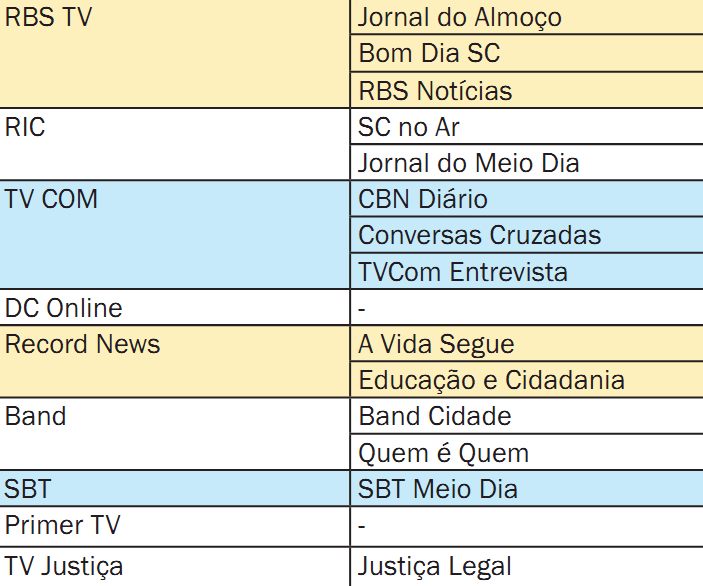 RBS TV Jornal do Almoço
Bom Dia SC
RBS Notícias
RIC SC no Ar
Jornal do Meio Dia
TV COM CBN Diário
Conversas Cruzadas
TVCom Entrevista
DC Online -
Record News A Vida Segue
Educação e Cidadania
Band Band Cidade
Quem é Quem
SBT SBT Meio Dia
Primer TV -
TV Justiça Justiça Legal